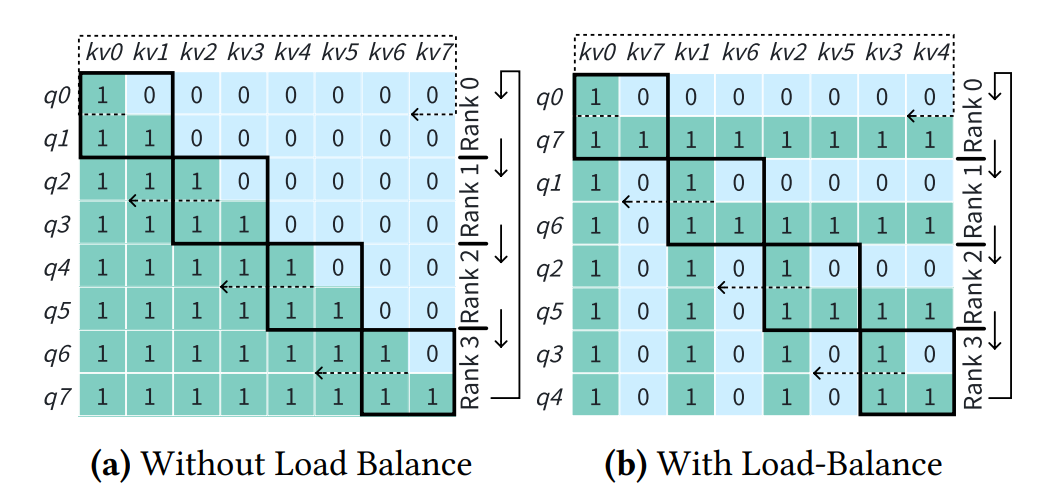 kv0 kv1 kv2 kv3 kv4 kv5 kv6 kv7
q0 1 0 0 0 0 0 0 0
q1 1 1 0 0 0 0 0 0
q2 1 1 1 0 0 0 0 0
q3 1 1 1 1 0 0 0 0
q4 1 1 1 1 1 0 0 0
q5 1 1 1 1 1 1 0 0
q6 1 1 1 1 1 1 1 0
q7 1 1 1 1 1 1 1 1
Rank 0
Rank 1
Rank 2
Rank 3
(a) Without Load Balance
kv0 kv7 kv1 kv6 kv2 kv5 kv3 kv4
q0 1 0 0 0 0 0 0 0
q7 1 1 1 1 1 1 1 1
q1 1 0 1 0 0 0 0 0
q6 1 0 1 1 1 1 1 1
q2 1 0 1 0 1 0 0 0
q5 1 0 1 0 1 1 1 1
q3 1 0 1 0 1 0 1 0
q4 1 0 1 0 1 0 1 1
Rank 0
Rank 1
Rank 2
Rank 3
(b) With Load-Balance